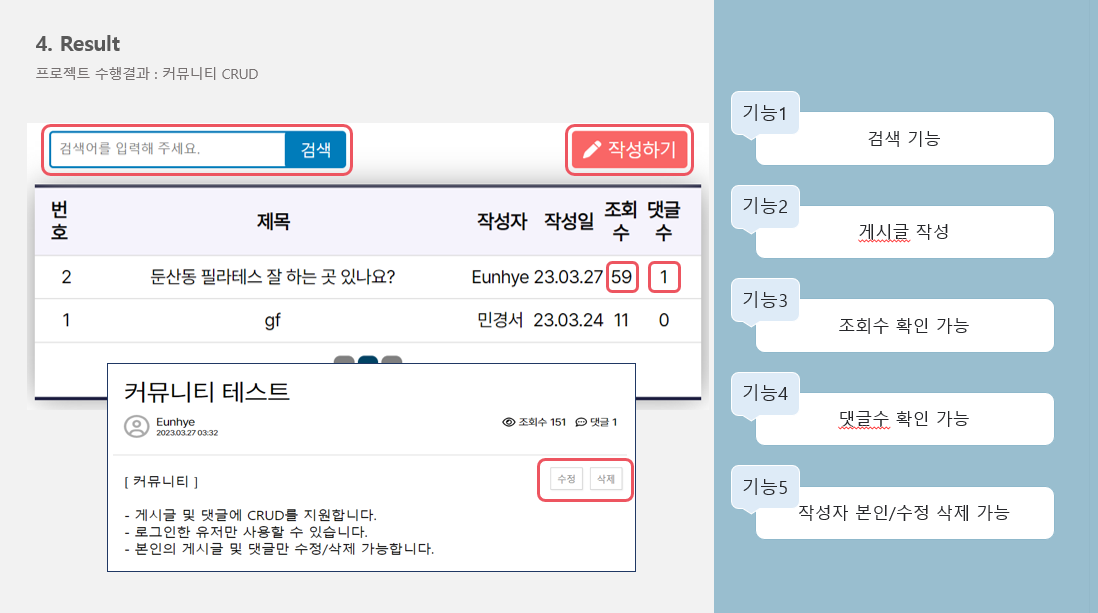 4. Result
프로젝트 수행결과 : 커뮤니티 CRUD
검색어를 입력해 주세요.
검색
작성하기
번호 제목 작성자 작성일 조회수 댓글수
2 둔산동 필라테스 잘 하는 곳 있나요? Eunhye 23.03.27 59 1
1 gf 민경서 23.03.24 11 0
커뮤니티 테스트
Eunhye
2023.03.27 03:32
조회수 151 댓글 1
수정 삭제
[ 커뮤니티 ]
- 게시글 및 댓글에 CRUD를 지원합니다.
- 로그인한 유저만 사용할 수 있습니다.
- 본인의 게시글 및 댓글만 수정/삭제 가능합니다.
기능1
검색 기능
기능2
게시글 작성
기능3
조회수 확인 가능
기능4
댓글수 확인 가능
기능5
작성자 본인/수정 삭제 가능